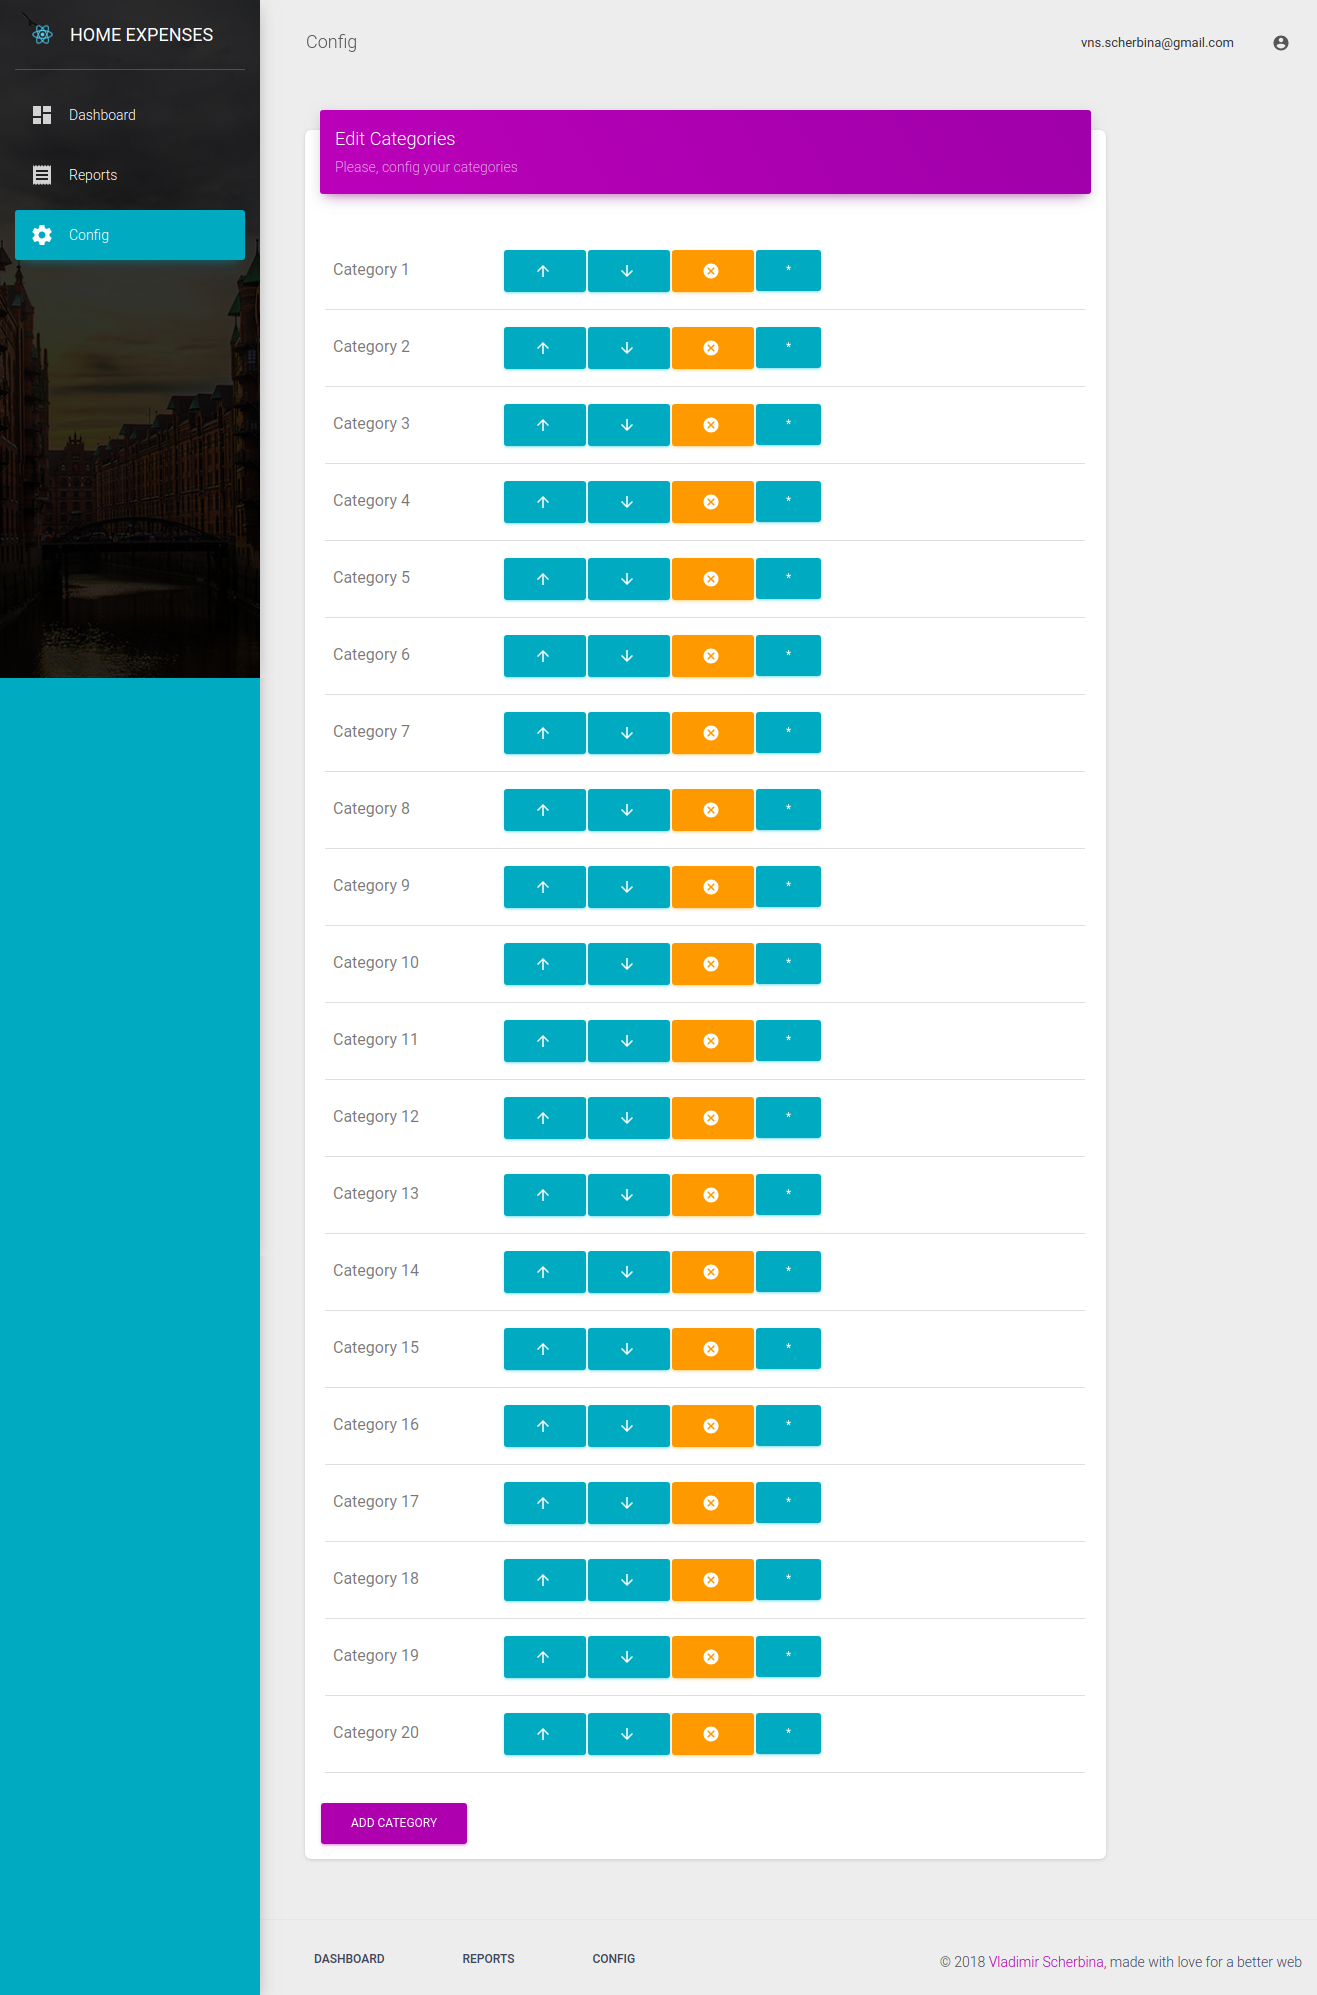 HOME EXPENSES
Dashboard
Reports
Config
Config
vns.scherbina@gmail.com
Edit Categories
Please, config your categories
Category 1 *
Category 2 *
Category 3 *
Category 4 *
Category 5 *
Category 6 *
Category 7 *
Category 8 *
Category 9 *
Category 10 *
Category 11 *
Category 12 *
Category 13 *
Category 14 *
Category 15 *
Category 16 *
Category 17 *
Category 18 *
Category 19 *
Category 20 *
ADD CATEGORY
DASHBOARD REPORTS CONFIG
© 2018 Vladimir Scherbina, made with love for a better web